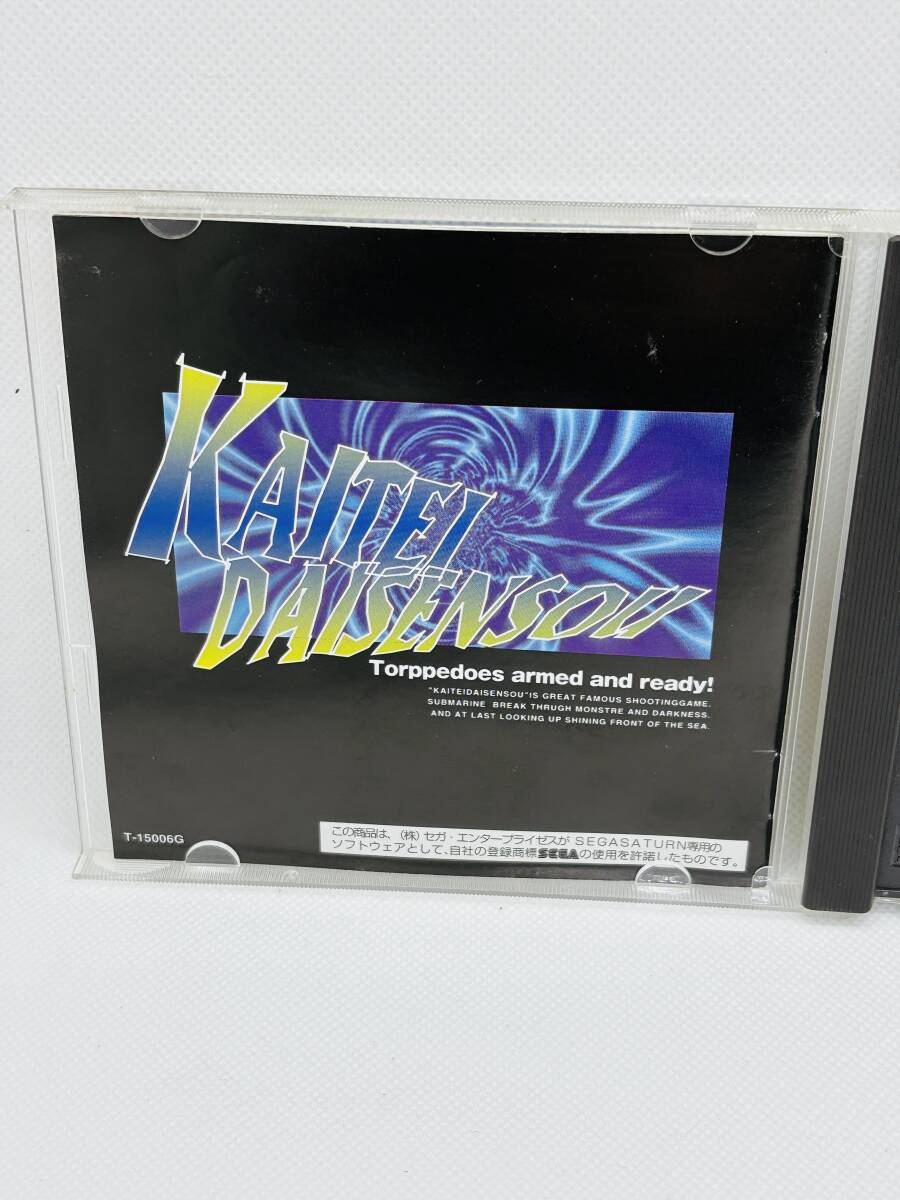 KAITEI
DAISENSOU
Torppedoes armed and ready!
"KAITEIDAISENSOU"IS GREAT FAMOUS SHOOTINGGAME.
SUBMARINE BREAK THRUGH MONSTRE AND DARKNESS.
AND AT LAST LOOKING UP SHINING FRONT OF THE SEA.
T-15006G
この商品は、(株)セガ・エンタープライゼスがSEGASATURN専用の
ソフトウェアとして、自社の登録商標SEGAの使用を許諾したものです。